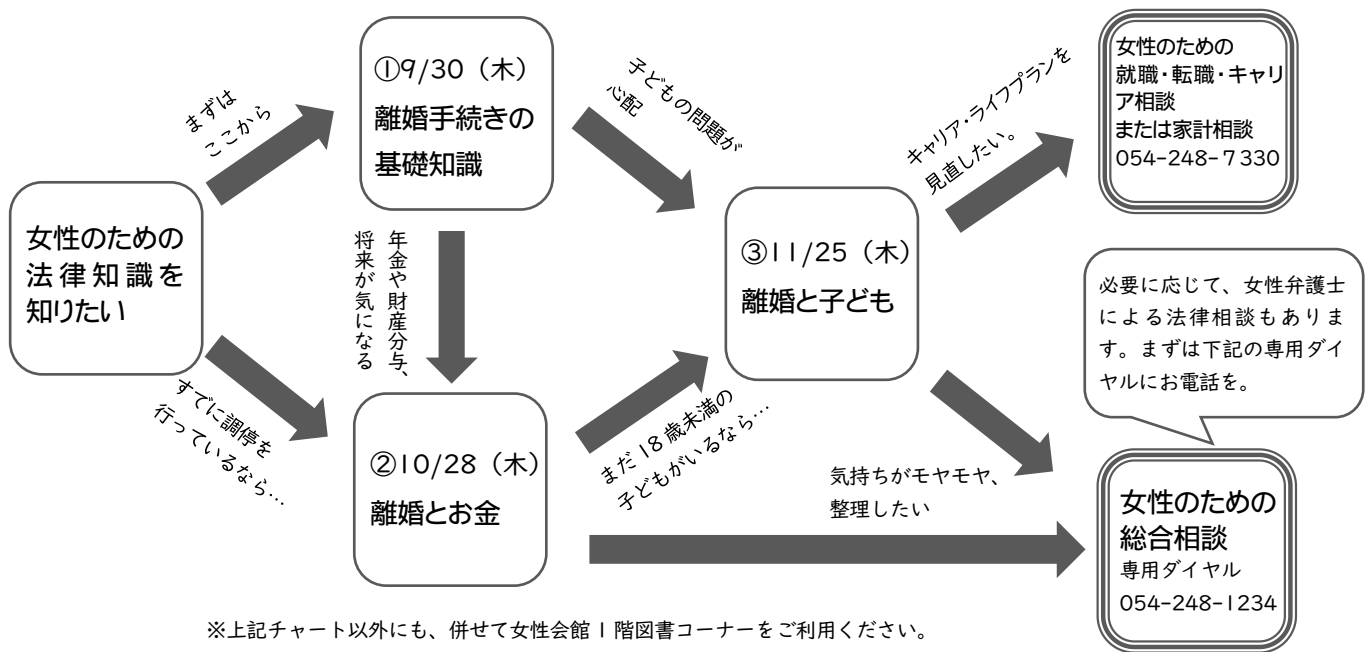 女性のための
法律知識を
知りたい
まずは
ここから
①9/30（木）
離婚手続きの
基礎知識
すでに調停を
行っているなら…
年金や財産分与、
将来が気になる
②10/28（木）
離婚とお金
子どもの問題が
心配
まだ18歳未満の
子どもがいるなら…
③11/25（木）
離婚と子ども
キャリア・ライフプランを
見直したい。
女性のための
就職・転職・キャリ
ア相談
または家計相談
054-248-7330
気持ちがモヤモヤ、
整理したい
必要に応じて、女性弁護士
による法律相談もありま
す。まずは下記の専用ダイ
ヤルにお電話を。
女性のための
総合相談
専用ダイヤル
054-248-1234
※上記チャート以外にも、併せて女性会館1階図書コーナーをご利用ください。